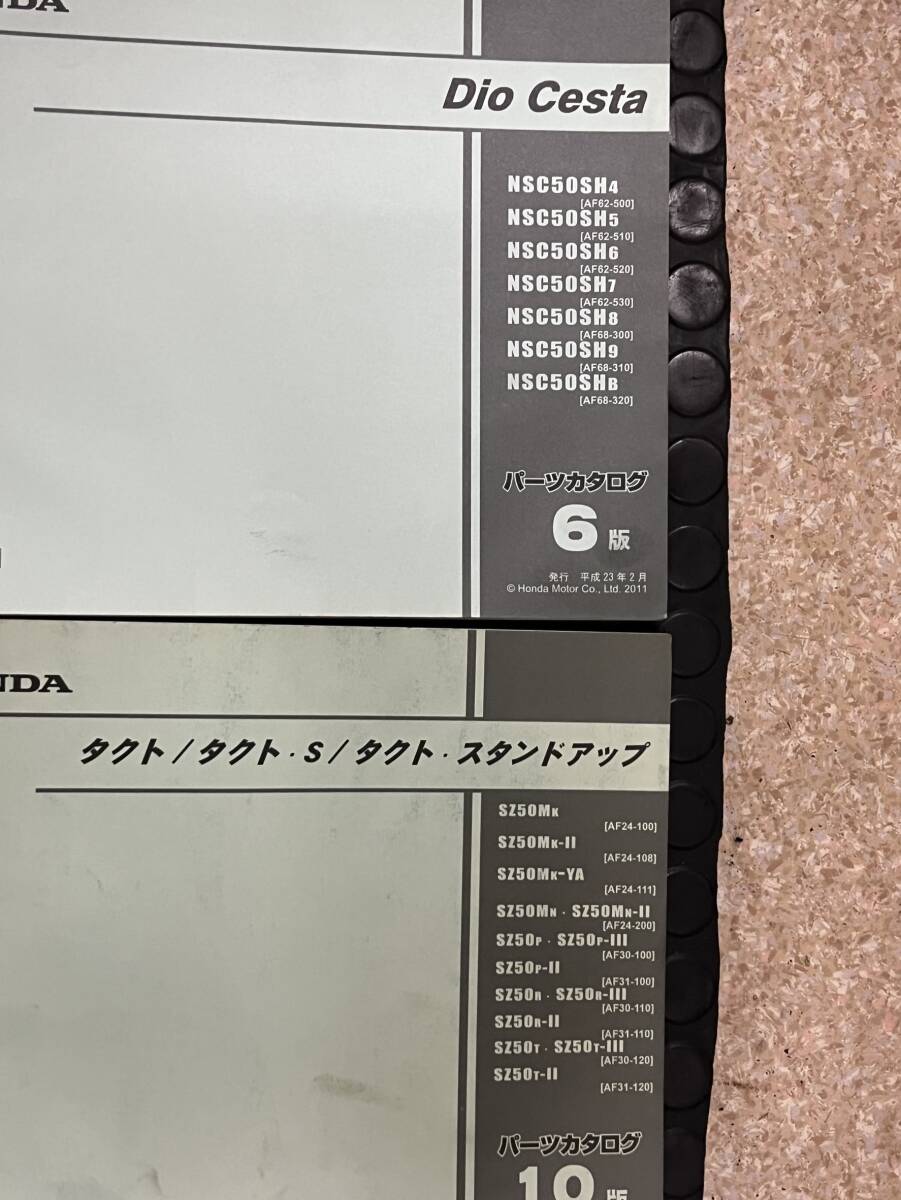 NDA
Dio Cesta
NSC50SH4
[AF62-500]
NSC50SH5
[AF62-510]
NSC50SH6
[AF62-520]
NSC50SH7
[AF62-530]
NSC50SH8
[AF68-300]
NSC50SH9
[AF68-310]
NSC50SHB
[AF68-320]
パーツカタログ
6版
発行 平成23年2月
© Honda Motor Co., Ltd. 2011
NDA
タクト / タクト・S / タクト・スタンドアップ
SZ50MK
[AF24-100]
SZ50MK-II
[AF24-108]
SZ50MK-YA
[AF24-111]
SZ50MN・SZ50MN-II
[AF24-200]
SZ50P・SZ50P-III
[AF30-100]
SZ50P-II
[AF31-100]
SZ50R・SZ50R-III
[AF30-110]
SZ50R-II
[AF31-110]
SZ50T・SZ50T-III
[AF30-120]
SZ50T-II
[AF31-120]
パーツカタログ
10版